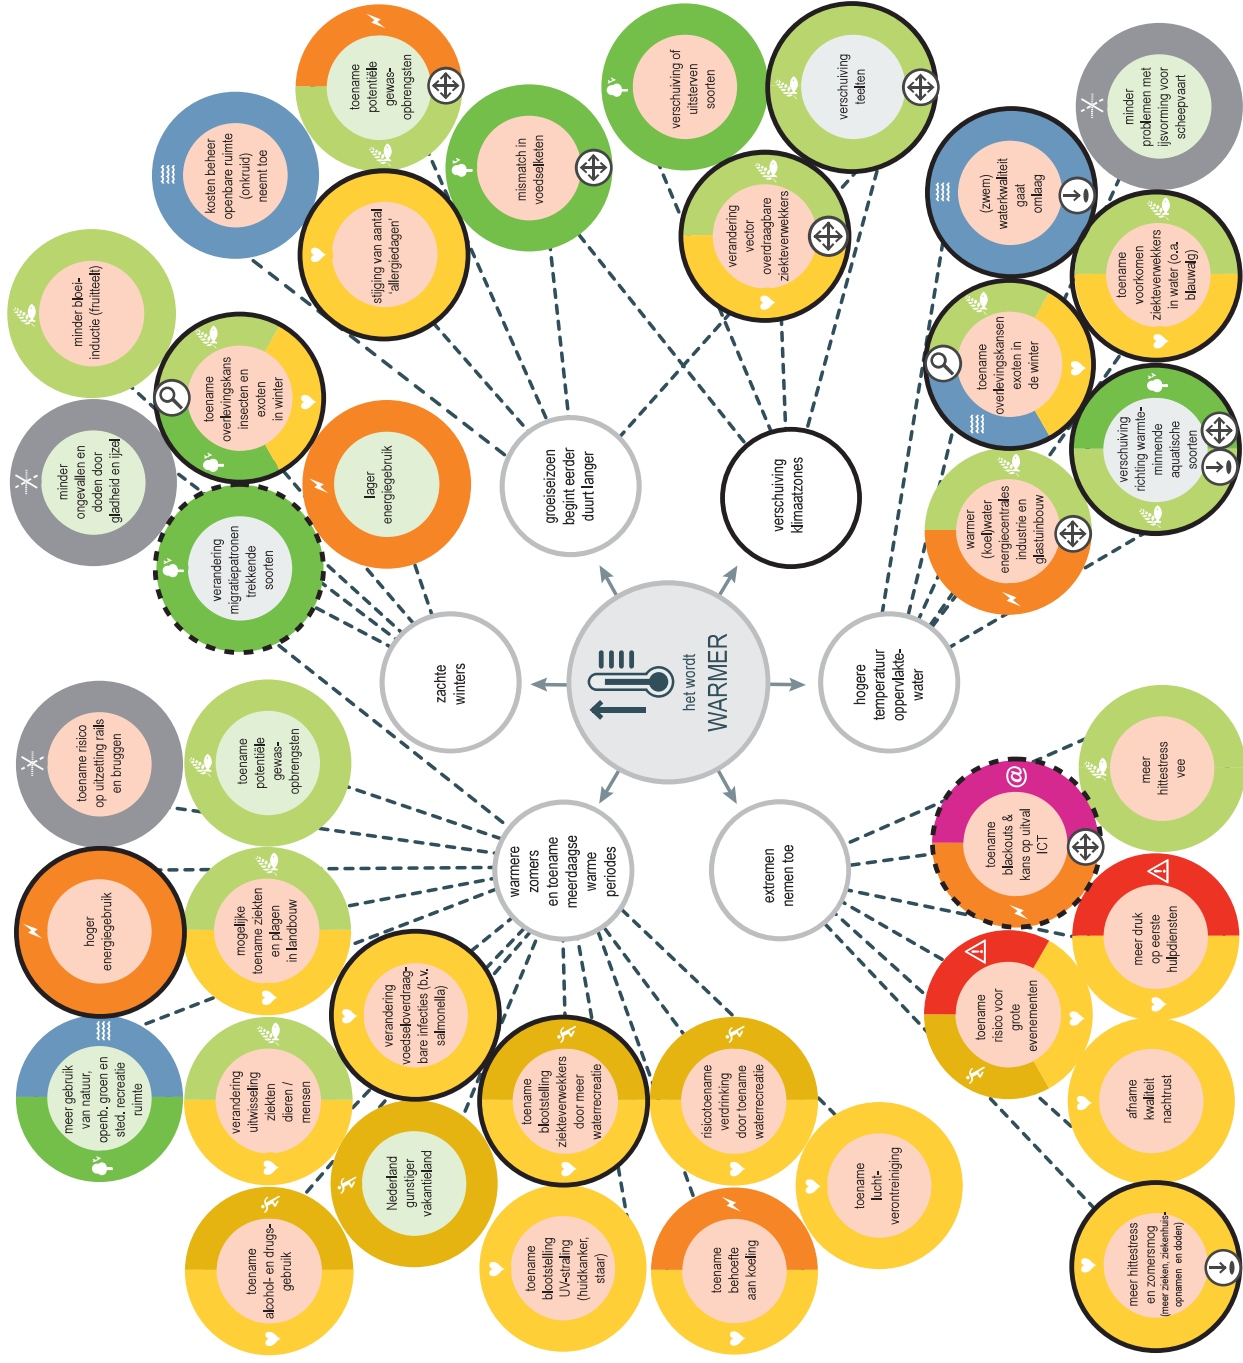 het wordt
WARMER
zachte
winters
groeiseizoen
begint eerder
duurt langer
verschuiving
klimaatzones
hogere
temperatuur
oppervlakte-
water
extremen
nemen toe
warmere
zomers
en toename
meerdaagse
warme
periodes
minder
ongevallen en
doden door
gladheid en ijzel
minder bloei-
inductie (fruitteelt)
toename
overlevingskans
insecten en
exoten
in winter
verandering
migratiepatronen
trekkende
soorten
lager
energiegebruik
kosten beheer
openbare ruimte
(onkruid)
neemt toe
toename
potentiële
gewas-
opbrengsten
stijging van aantal
'allergiedagen'
mismatch in
voedselketen
verschuiving of
uitsterven
soorten
verandering
vector
overdraagbare
ziekteverwekkers
verschuiving
teelten
(zwem)
waterkwaliteit
gaat
omlaag
minder
problemen met
ijsvorming voor
scheepvaart
toename
overlevingskansen
exoten in
de winter
toename
voorkomen
ziekteverwekkers
in water (o.a.
blauwalg)
warmer
(koel)water
energiecentrales
industrie en
glastuinbouw
verschuiving
richting warmte-
minnende
aquatische
soorten
meer
hittestress
vee
toename
blackouts &
kans op uitval
ICT
@
meer druk
op eerste
hulpdiensten
toename
risico voor
grote
evenementen
afname
kwaliteit
nachtrust
meer hittestress
en zomersmog
(meer zieken, ziekenhuis-
opnamen en doden)
toename risico
op uitzetting rails
en bruggen
toename
potentiële
gewas-
opbrengsten
hoger
energiegebruik
mogelijke
toename ziekten
en plagen
in landbouw
meer gebruik
van natuur,
openb. groen en
sted. recreatie
ruimte
verandering
uitwisseling
ziekten
dieren /
mensen
toename
alcohol- en drugs-
gebruik
verandering
voedseloverdraag-
bare infecties (b.v.
salmonella)
Nederland
gunstiger
vakantieland
toename
blootstelling
ziekteverwekkers
door meer
waterrecreatie
toename
blootstelling
UV-straling
(huidkanker,
staar)
risicotoename
verdrinking
door toename
waterrecreatie
toename
behoefte
aan koeling
toename
lucht-
verontreiniging